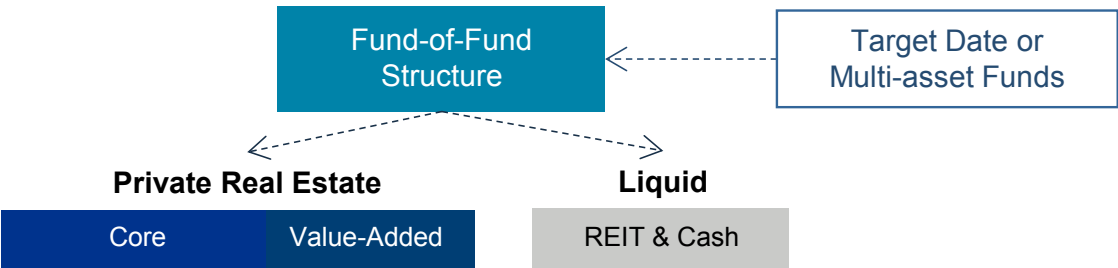 Fund-of-Fund
Structure
Target Date or
Multi-asset Funds
Private Real Estate
Liquid
Core
Value-Added
REIT & Cash